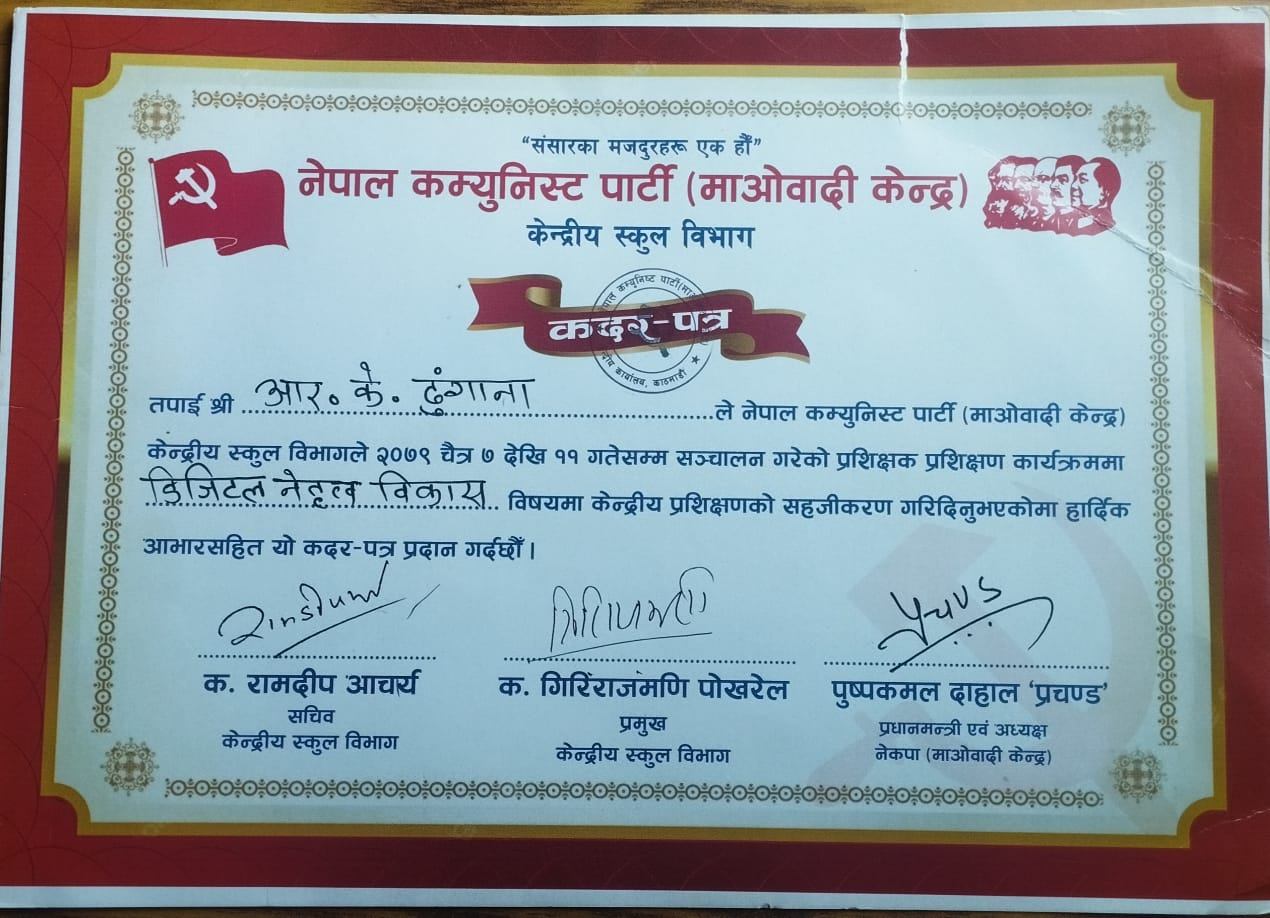 “संसारका मजदुरहरू एक हौँ”
नेपाल कम्युनिस्ट पार्टी (माओवादी केन्द्र)
केन्द्रीय स्कुल विभाग
कदर-पत्र
कार्यालय, काठमाडौं
तपाईं श्री आर. के. ढुंगाना ले नेपाल कम्युनिस्ट पार्टी (माओवादी केन्द्र)
केन्द्रीय स्कुल विभागले २०७९ चैत्र ७ देखि ११ गतेसम्म सञ्चालन गरेको प्रशिक्षक प्रशिक्षण कार्यक्रममा
डिजिटल नेतृत्व विकास विषयमा केन्द्रीय प्रशिक्षणको सहजीकरण गरिदिनुभएकोमा हार्दिक
आभारसहित यो कदर-पत्र प्रदान गर्दछौँ ।
प्रचण्ड
क. रामदीप आचार्य
सचिव
केन्द्रीय स्कुल विभाग
क. गिरिराजमणि पोखरेल
प्रमुख
केन्द्रीय स्कुल विभाग
पुष्पकमल दाहाल ‘प्रचण्ड’
प्रधानमन्त्री एवं अध्यक्ष
नेकपा (माओवादी केन्द्र)